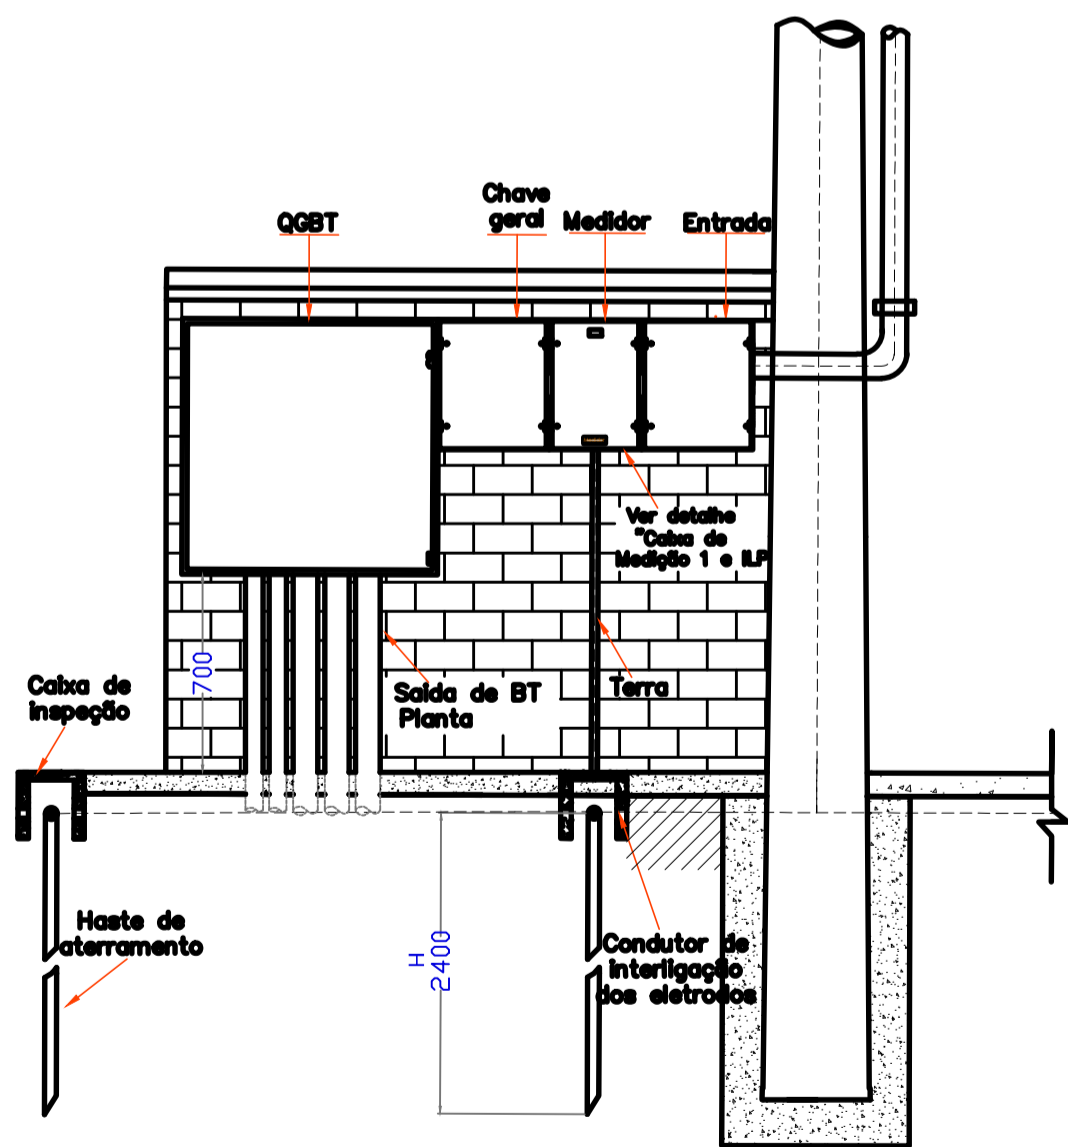 Chave
geral
QGBT
Medidor
Entrada
Ver detalhe
"Caixa de
Medição 1 e ILP
700
Caixa de
inspeção
Saida de BT
Planta
Terra
Haste de
aterramento
H
2400
Condutor de
interligação
dos eletrodos